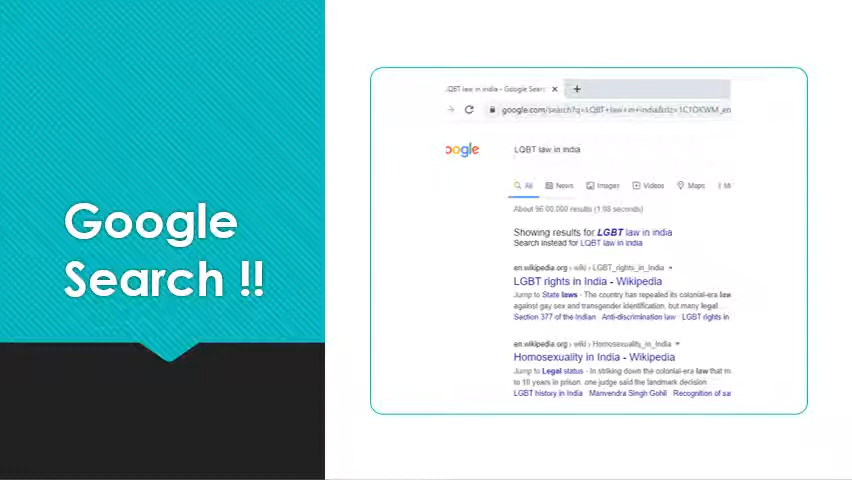 Google
Search !!
LQBT law in india - Google Searc × +
google.com/search?q=LQBT+law+in+india&rlz=1C1OKWM_en
oogle
LQBT law in india
All News Images Videos Maps
About 96,00,000 results (1.08 seconds)
Showing results for LGBT law in india
Search instead for LQBT law in india
en.wikipedia.org › wiki › LGBT_rights_in_India
LGBT rights in India - Wikipedia
Jump to State laws - The country has repealed its colonial-era law
against gay sex and transgender identification, but many legal
Section 377 of the Indian · Anti-discrimination law · LGBT rights in
en.wikipedia.org › wiki › Homosexuality_in_India
Homosexuality in India - Wikipedia
Jump to Legal status - In striking down the colonial-era law that m
to 10 years in prison, one judge said the landmark decision
LGBT history in India · Manvendra Singh Gohil · Recognition of sa